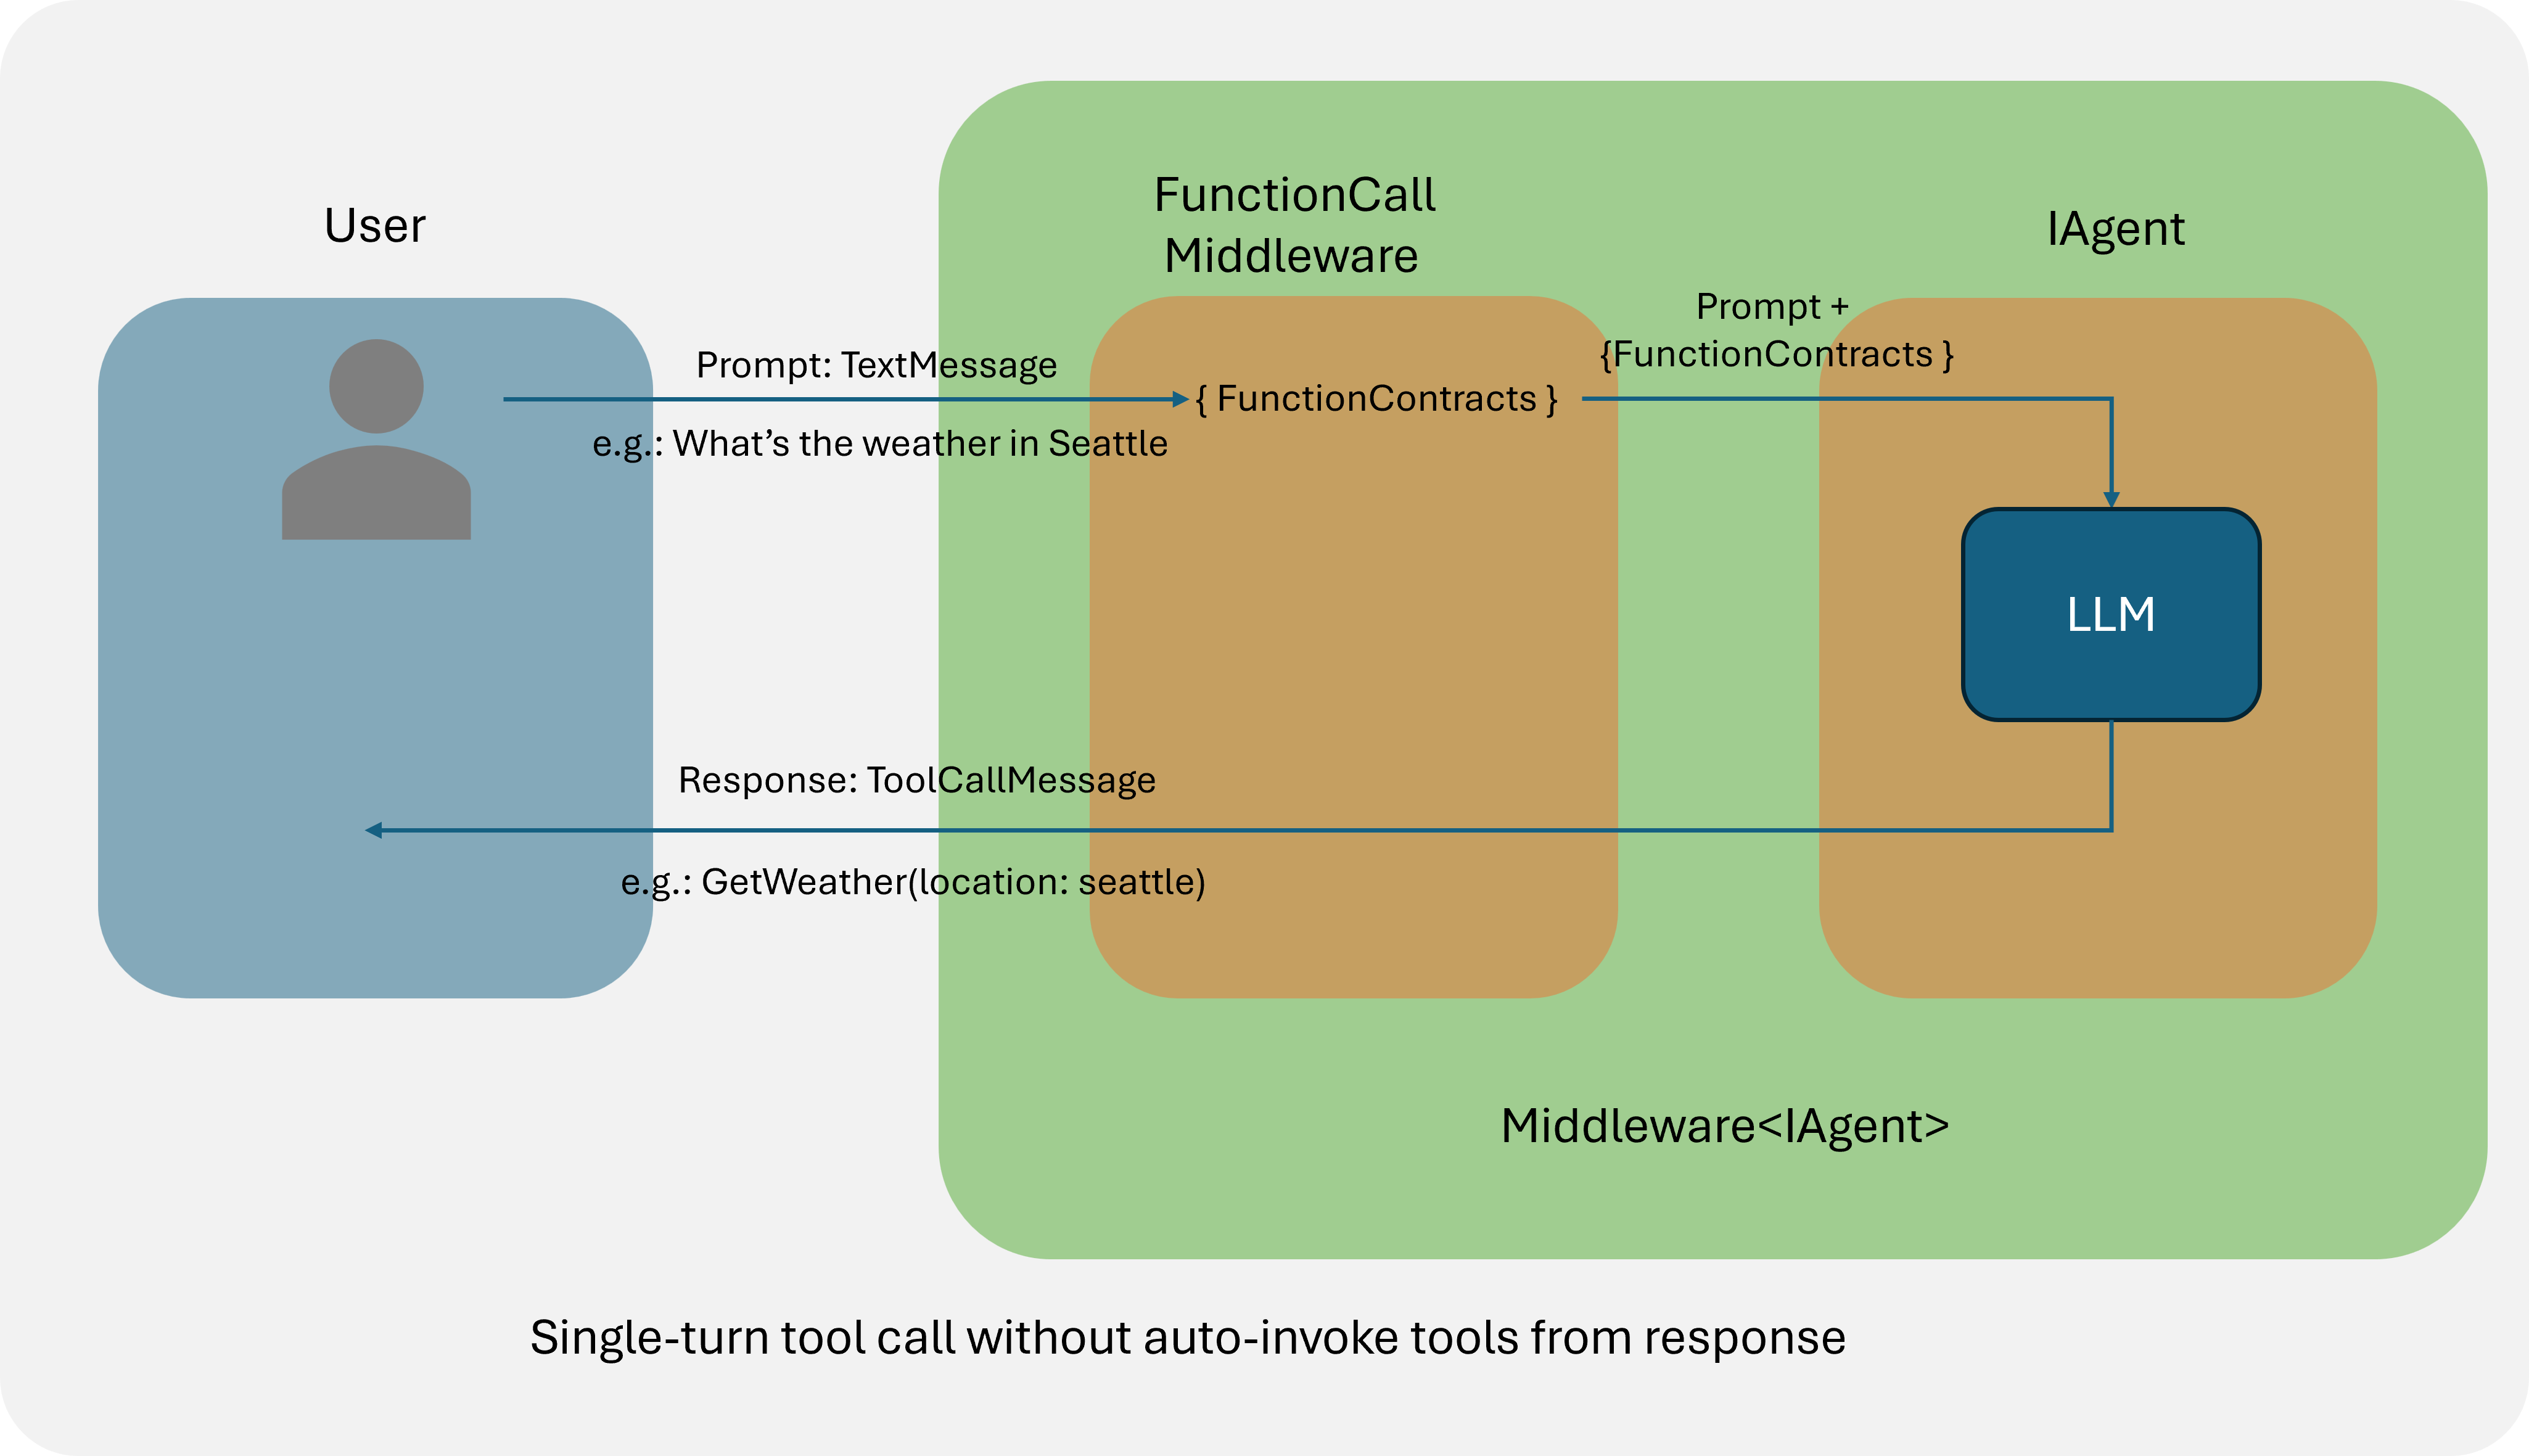 User
FunctionCall
Middleware
IAgent
Prompt: TextMessage
e.g.: What’s the weather in Seattle
{ FunctionContracts }
Prompt +
{FunctionContracts }
LLM
Response: ToolCallMessage
e.g.: GetWeather(location: seattle)
Middleware<IAgent>
Single-turn tool call without auto-invoke tools from response